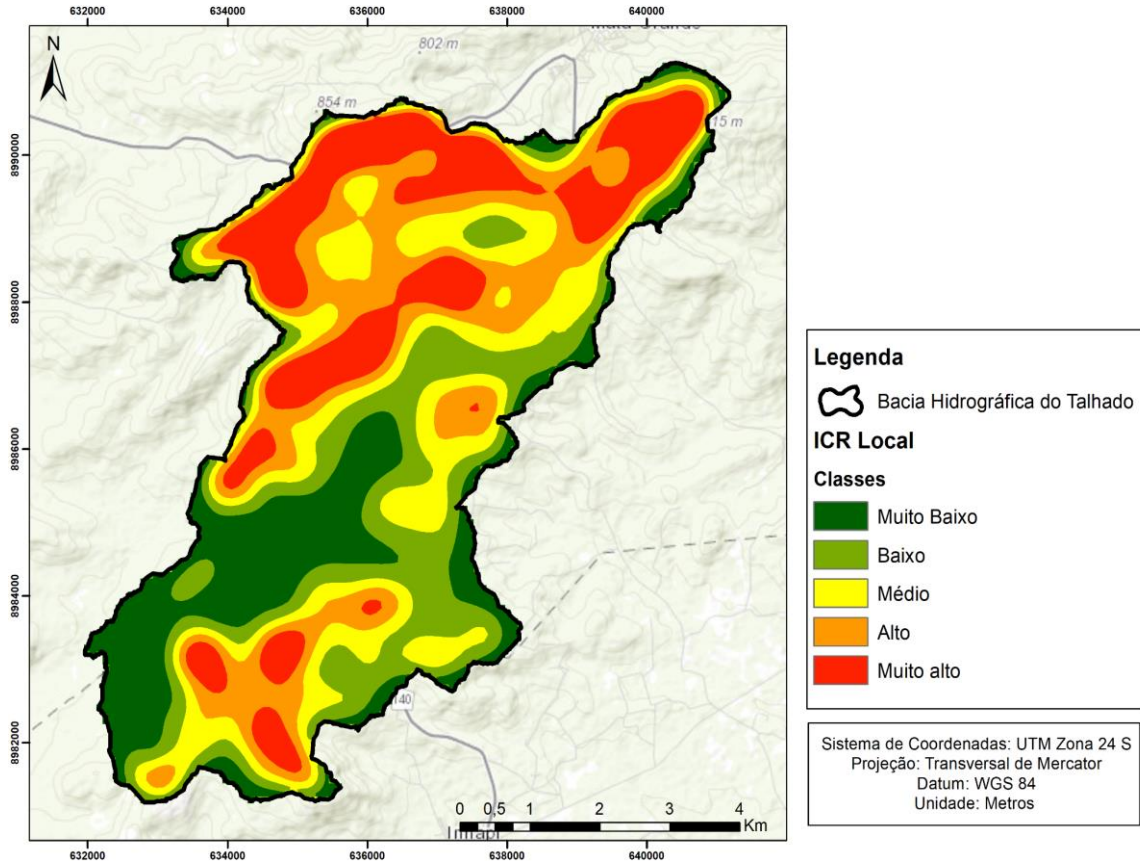 632000 634000 636000 638000 640000
N
802 m
854 m
15 m
8990000
8988000
8986000
8984000
8982000
140
0 0,5 1 2 3 4
Km
632000 634000 636000 638000 640000
Legenda
Bacia Hidrográfica do Talhado
ICR Local
Classes
Muito Baixo
Baixo
Médio
Alto
Muito alto
Sistema de Coordenadas: UTM Zona 24 S
Projeção: Transversal de Mercator
Datum: WGS 84
Unidade: Metros